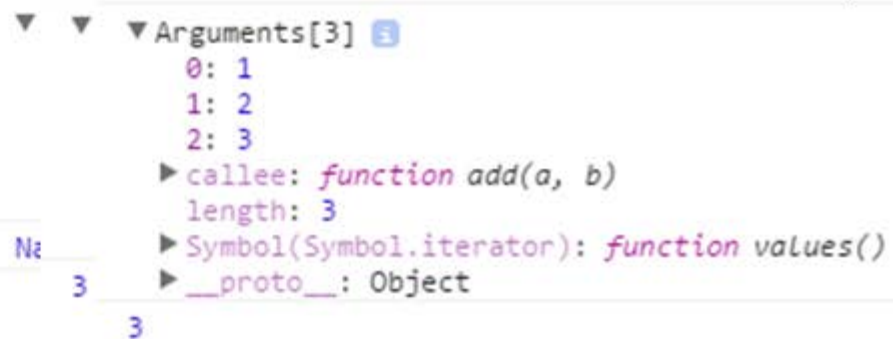 Arguments[3]
0: 1
1: 2
2: 3
callee: function add(a, b)
length: 3
Symbol(Symbol.iterator): function values()
__proto__: Object
3
3